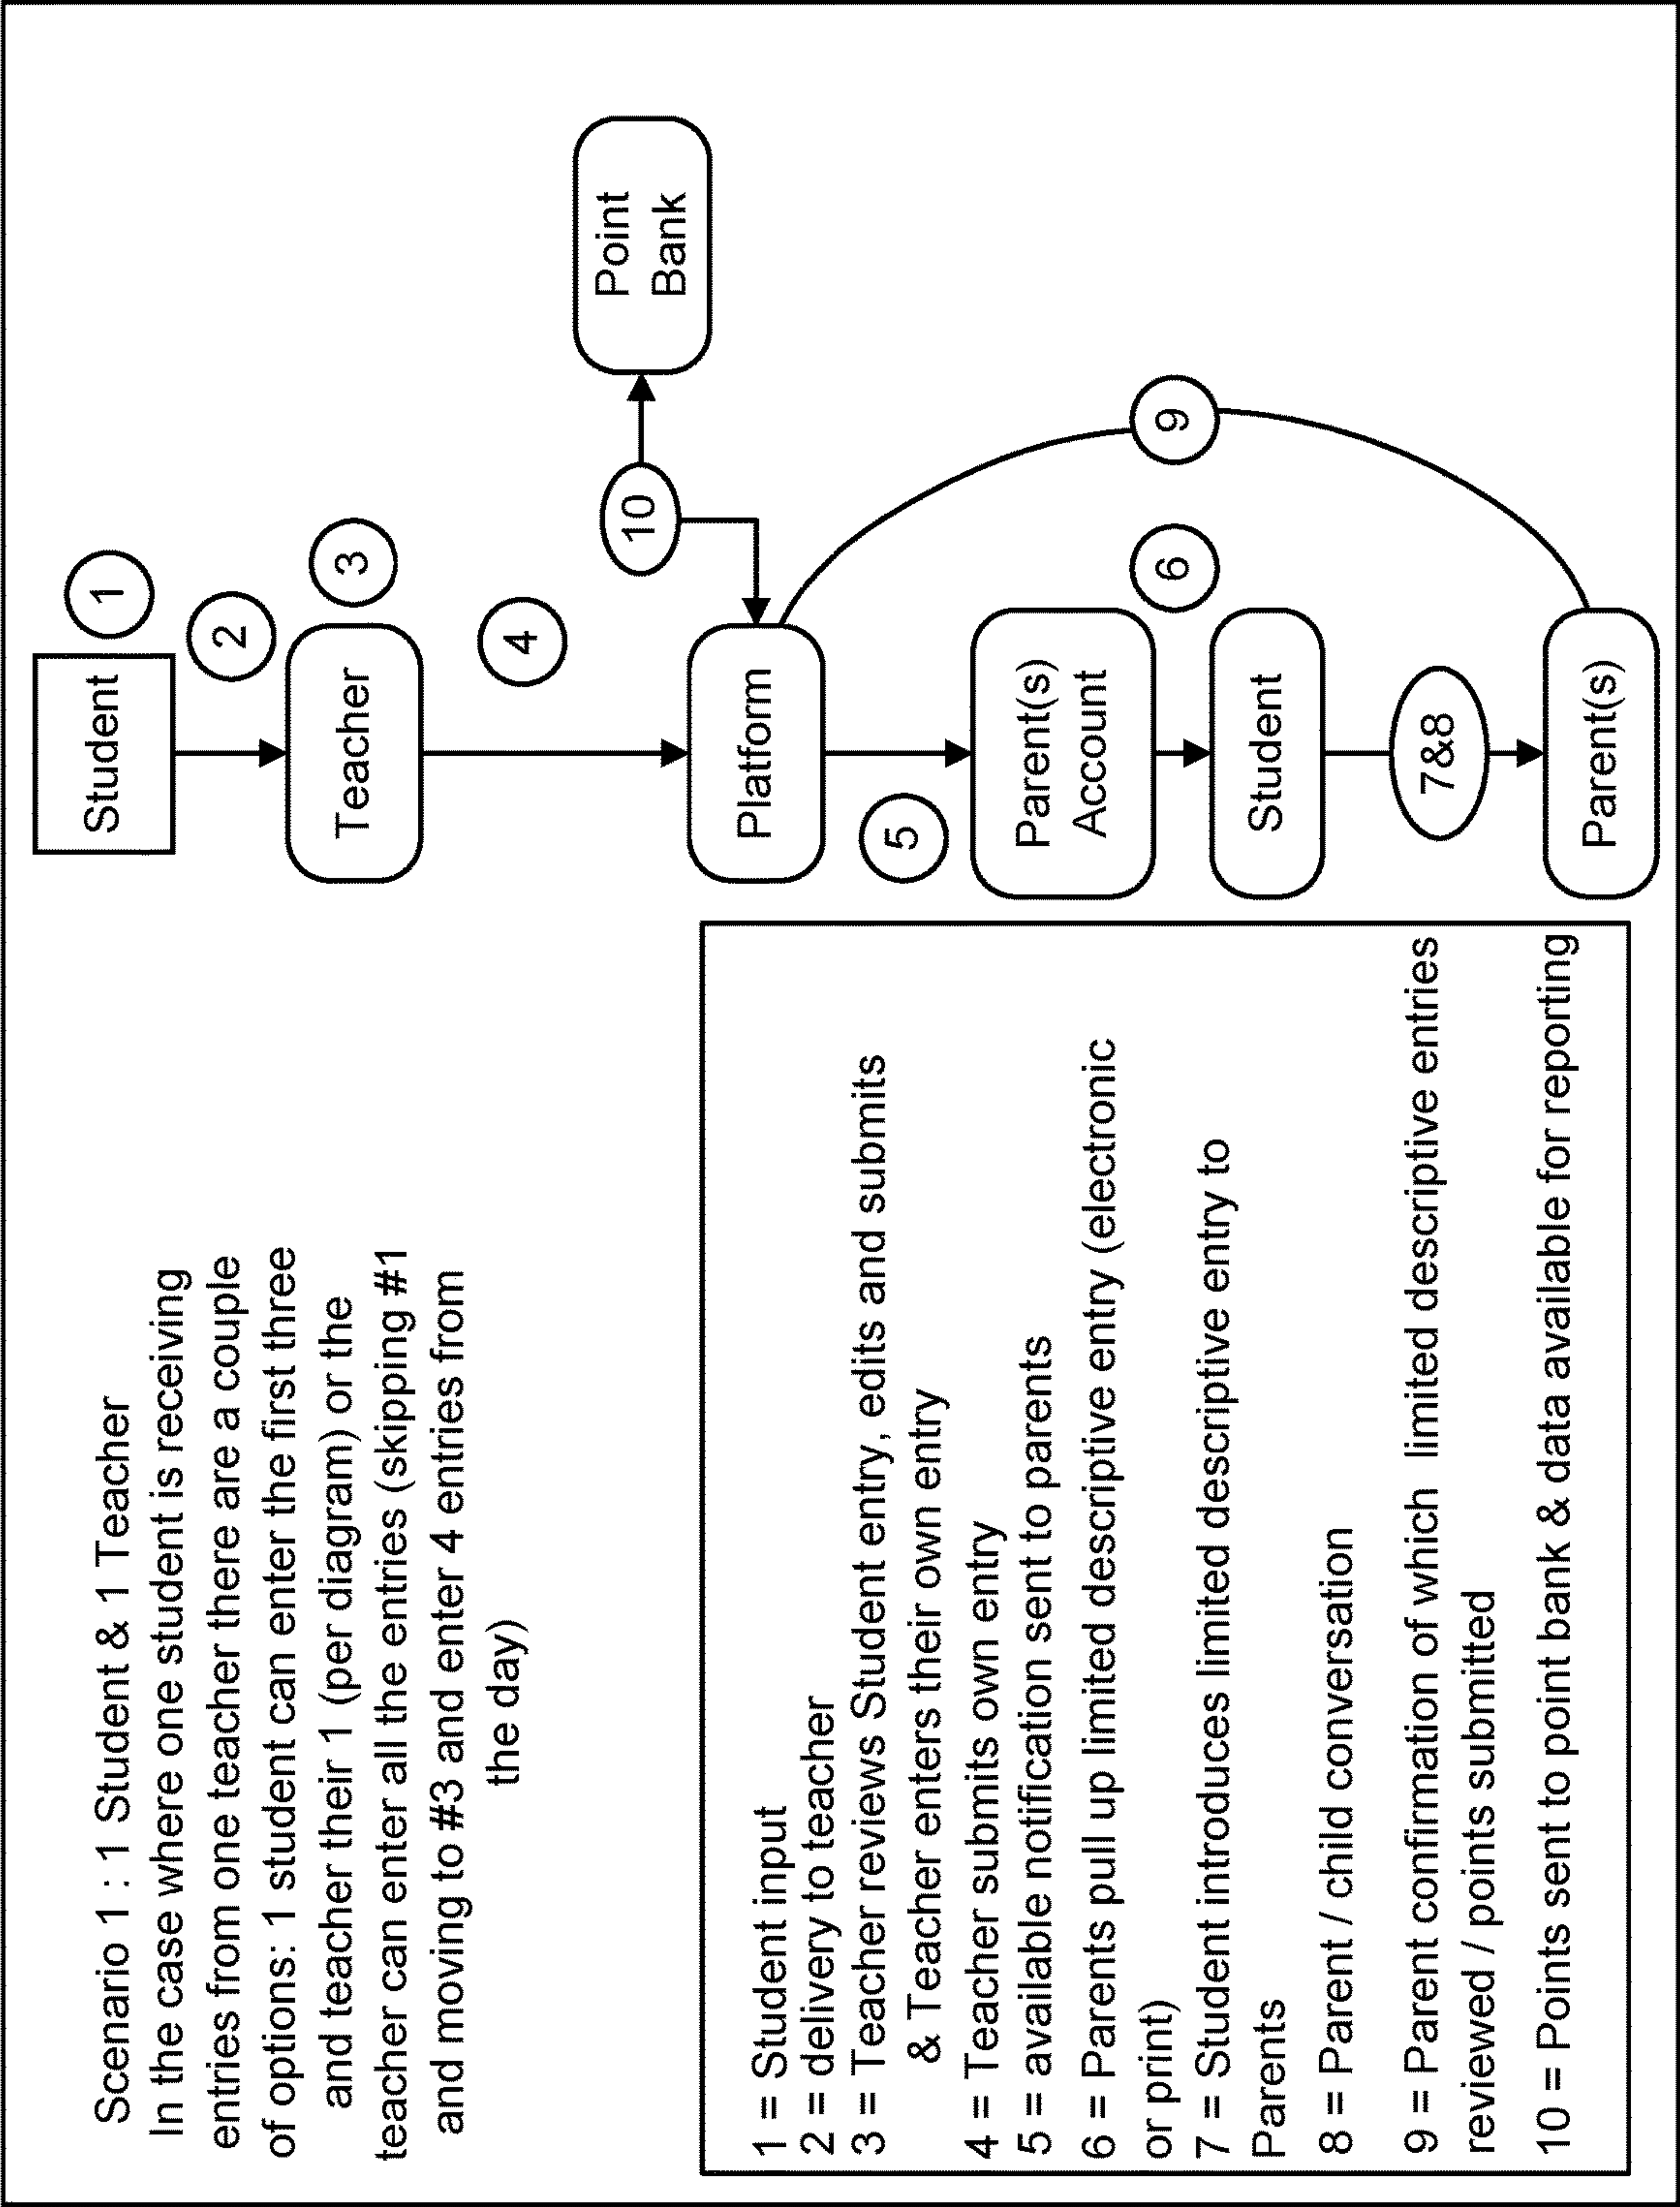 Scenario 1 : 1 Student & 1 Teacher
In the case where one student is receiving
entries from one teacher there are a couple
of options: 1 student can enter the first three
and teacher their 1 (per diagram) or the
teacher can enter all the entries (skipping #1
and moving to #3 and enter 4 entries from
the day)
1 = Student input
2 = delivery to teacher
3 = Teacher reviews Student entry, edits and submits
& Teacher enters their own entry
4 = Teacher submits own entry
5 = available notification sent to parents
6 = Parents pull up limited descriptive entry (electronic
or print)
7 = Student introduces limited descriptive entry to
Parents
8 = Parent / child conversation
9 = Parent confirmation of which limited descriptive entries
reviewed / points submitted
10 = Points sent to point bank & data available for reporting
Student
1
2
Teacher
3
4
Platform
10
Point
Bank
5
Parent(s)
Account
6
Student
9
7&8
Parent(s)